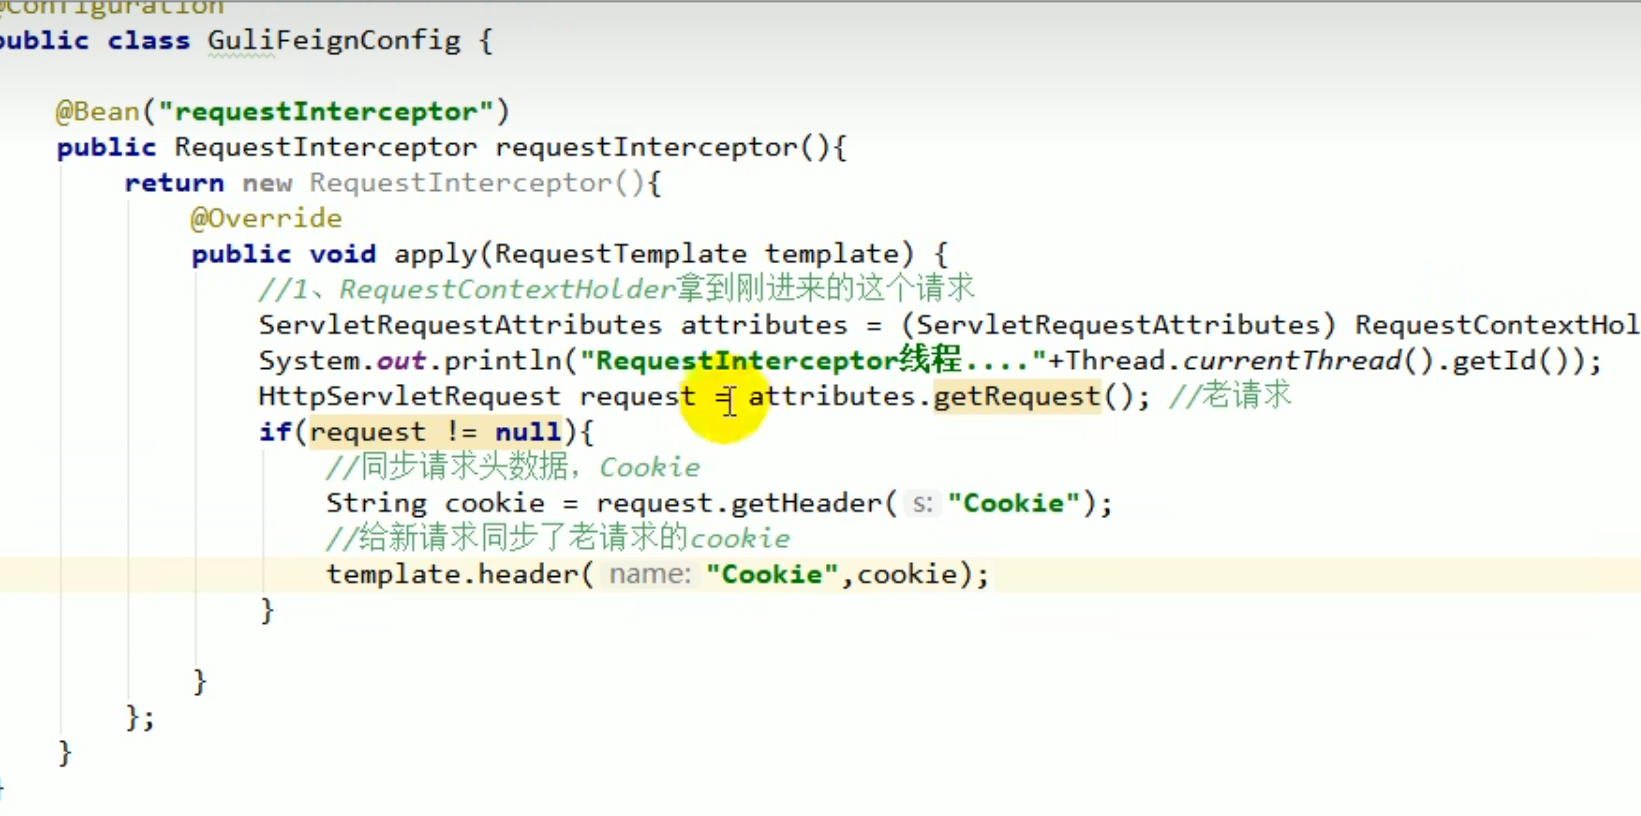 @Configuration
public class GuliFeignConfig {
@Bean("requestInterceptor")
public RequestInterceptor requestInterceptor(){
return new RequestInterceptor(){
@Override
public void apply(RequestTemplate template) {
//1、RequestContextHolder拿到刚进来的这个请求
ServletRequestAttributes attributes = (ServletRequestAttributes) RequestContextHol
System.out.println("RequestInterceptor线程...."+Thread.currentThread().getId());
HttpServletRequest request = attributes.getRequest(); //老请求
if(request != null){
//同步请求头数据，Cookie
String cookie = request.getHeader( s: "Cookie");
//给新请求同步了老请求的cookie
template.header( name: "Cookie",cookie);
}
}
};
}
}